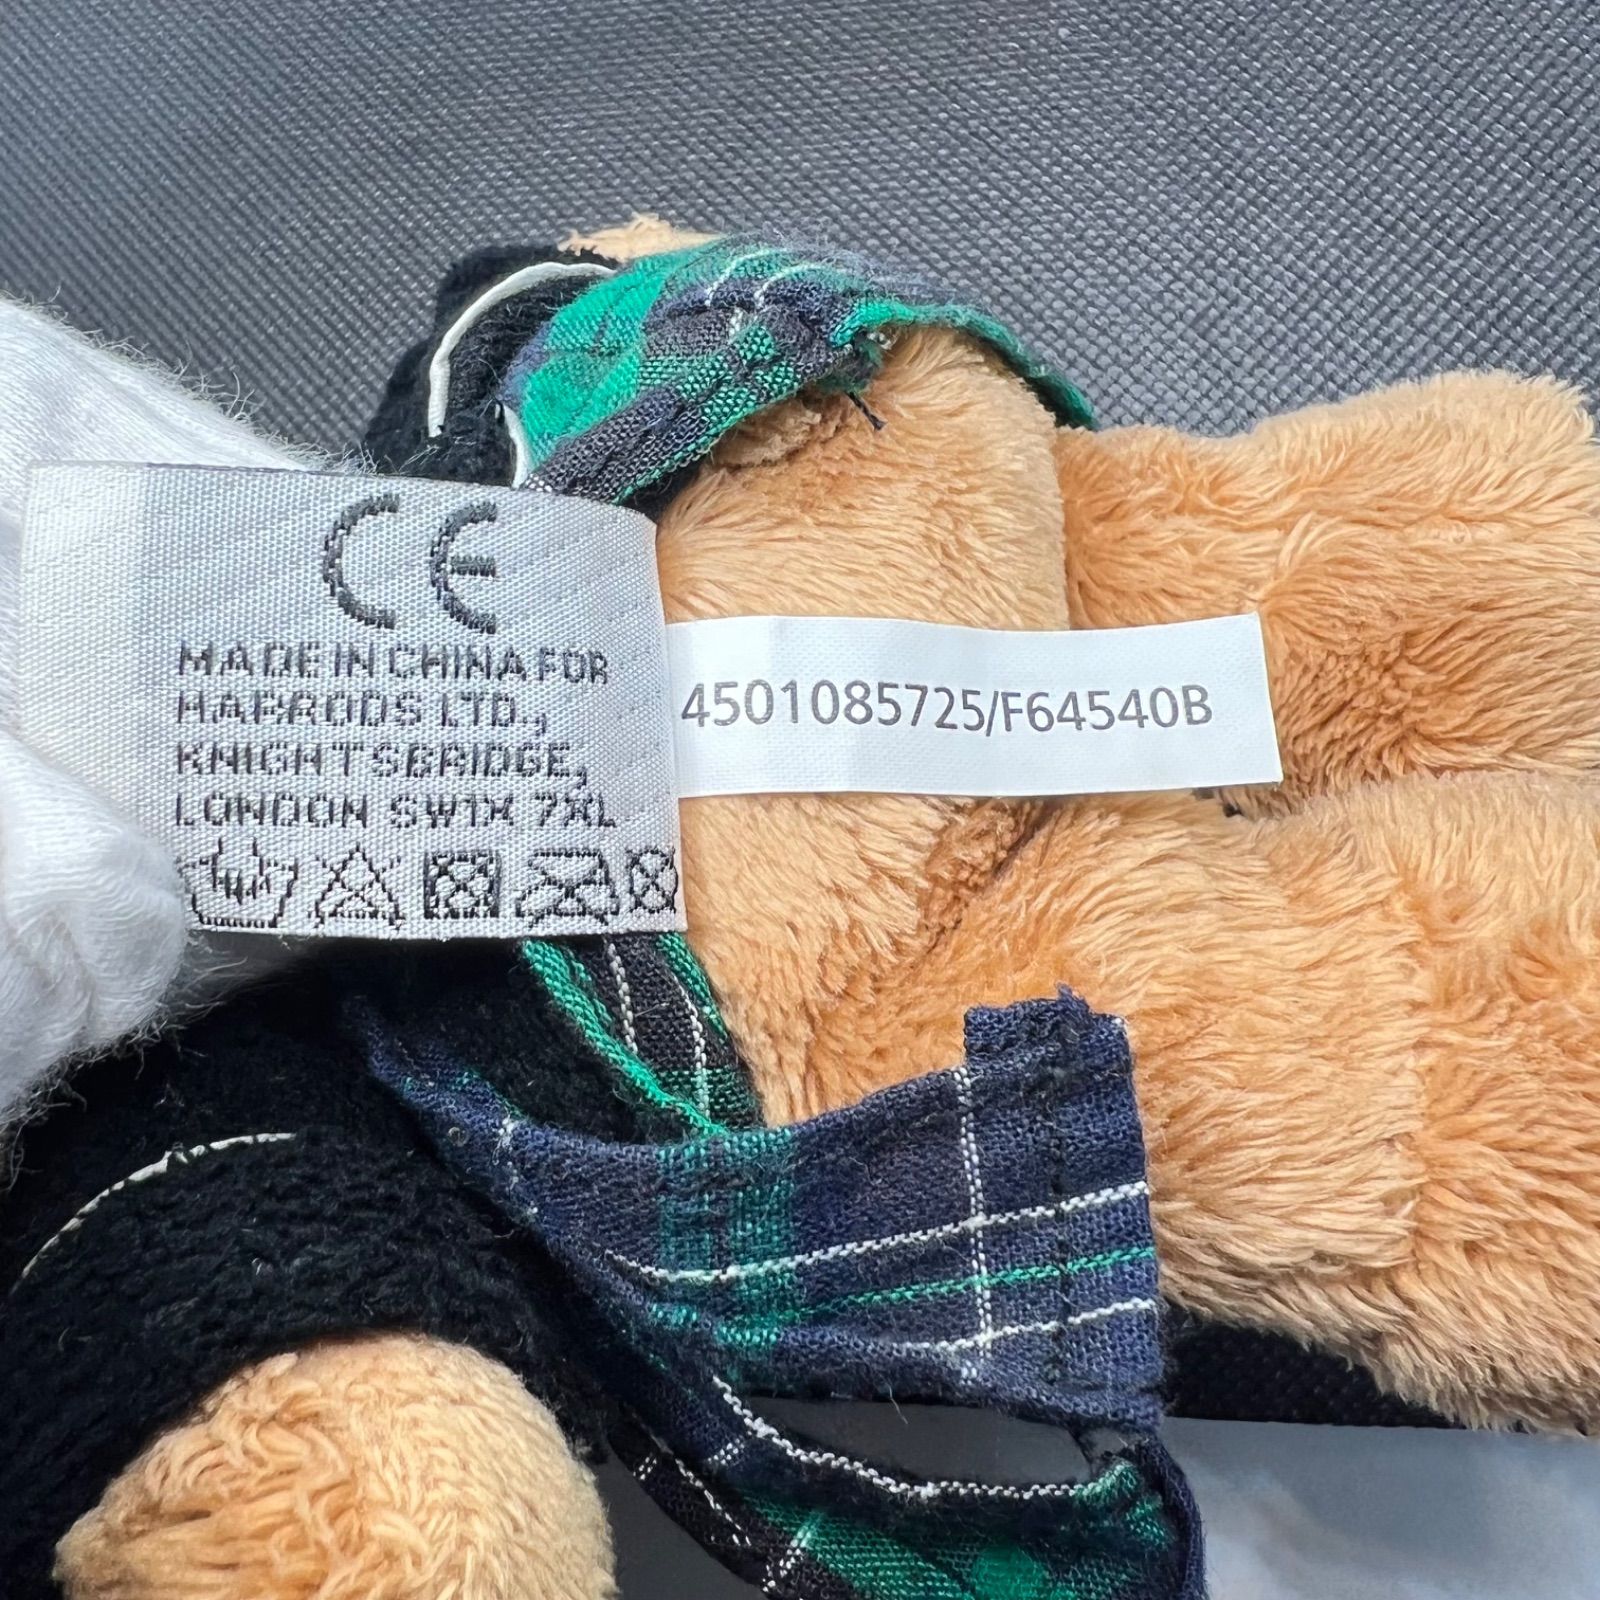 CE
MADE IN CHINA FOR
HARRODS LTD.,
KNIGHTSBRIDGE,
LONDON SW1X 7XL
4501085725/F64540B